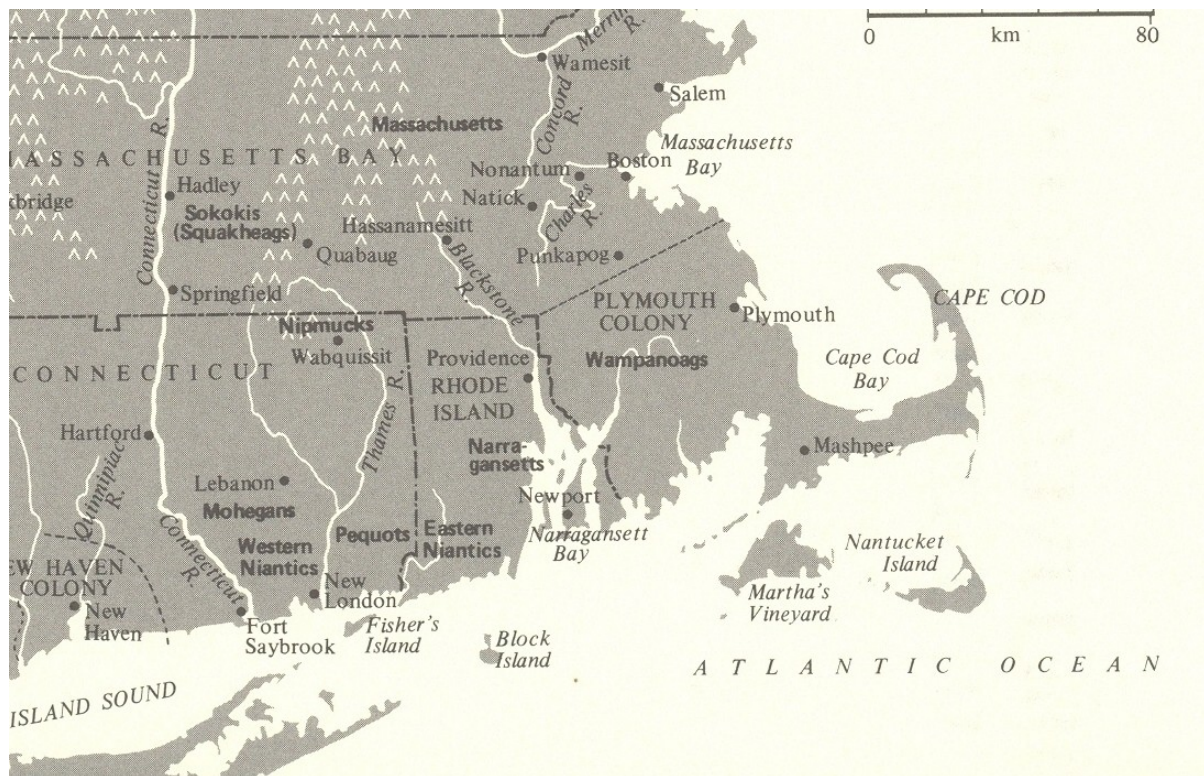 0 km 80
Merrim
R.
Wamesit
Salem
Concord
R.
Massachusetts
Massachusetts
Bay
ASSACHUSETTS BAY
Boston
Nonantum
Connecticut
R.
Hadley
Natick
Charles
R.
xbridge
Sokokis
(Squakheags)
Hassanamesitt
Quabaug
Blackstone
R.
Punkapog
Springfield
PLYMOUTH
COLONY
Plymouth
CAPE COD
Nipmucks
Wabquissit
Providence
Wampanoags
Cape Cod
Bay
CONNECTICUT
RHODE
ISLAND
Thames R.
Hartford
Quinnipiac
R.
Narra-
gansetts
Mashpee
Lebanon
Mohegans
Newport
Connecticut
R.
Pequots
Eastern
Niantics
Narragansett
Bay
Western
Niantics
Nantucket
Island
EW HAVEN
COLONY
New
London
Martha's
Vineyard
New
Haven
Fort
Saybrook
Fisher's
Island
Block
Island
ATLANTIC OCEAN
ISLAND SOUND